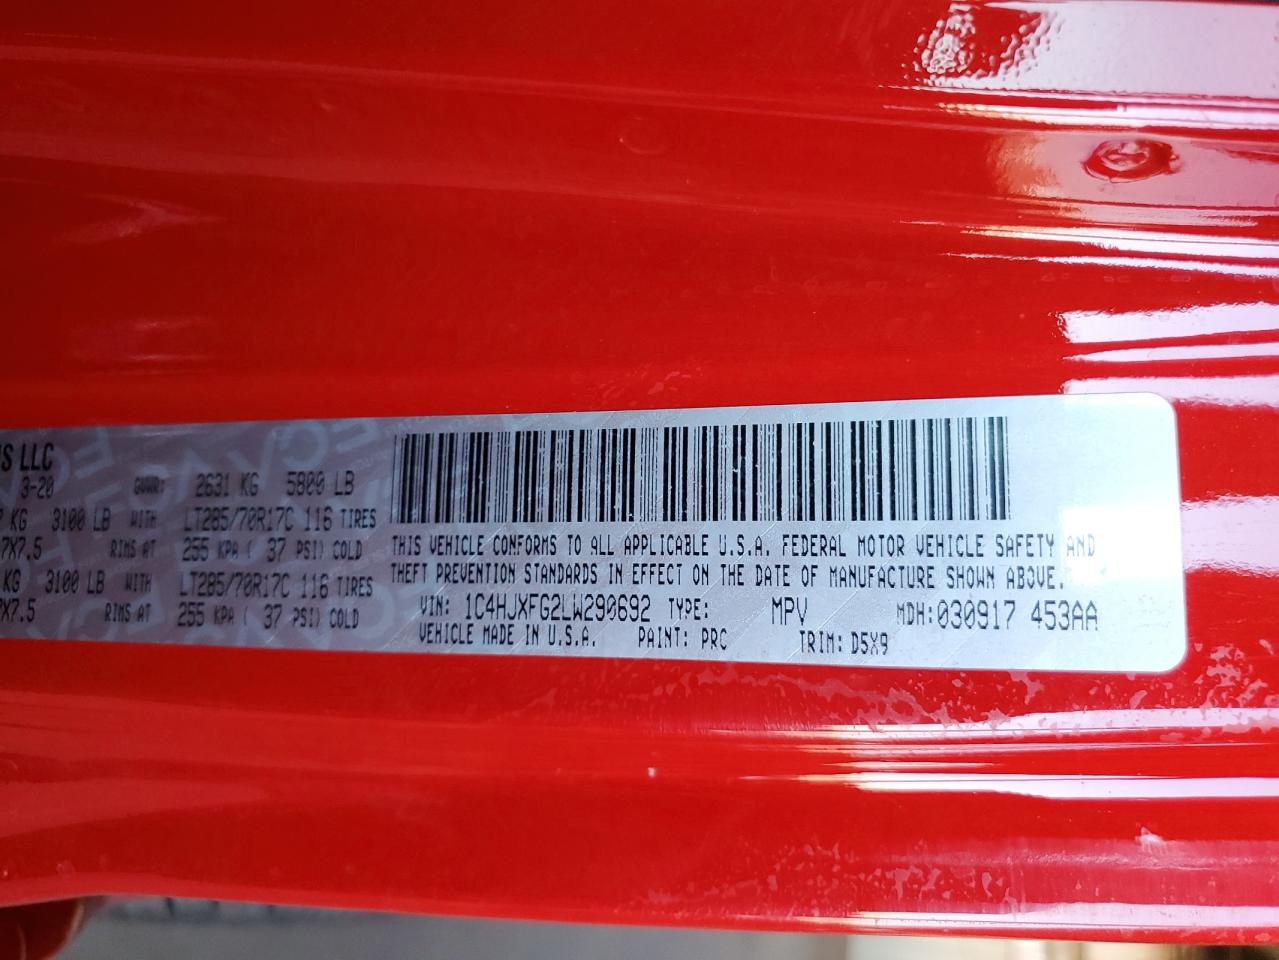 LLC
3-20 GVWR: 2631 KG 5800 LB
KG 3100 LB WITH LT285/70R17C 116 TIRES
7X7.5 RIMS AT 255 KPA ( 37 PSI) COLD
KG 3100 LB WITH LT285/70R17C 116 TIRES
7X7.5 RIMS AT 255 KPA ( 37 PSI) COLD
THIS VEHICLE CONFORMS TO ALL APPLICABLE U.S.A. FEDERAL MOTOR VEHICLE SAFETY AND
THEFT PREVENTION STANDARDS IN EFFECT ON THE DATE OF MANUFACTURE SHOWN ABOVE.
VIN: 1C4HJXFG2LW290692 TYPE: MPV MDH:030917 453AA
VEHICLE MADE IN U.S.A. PAINT: PRC TRIM: D5X9